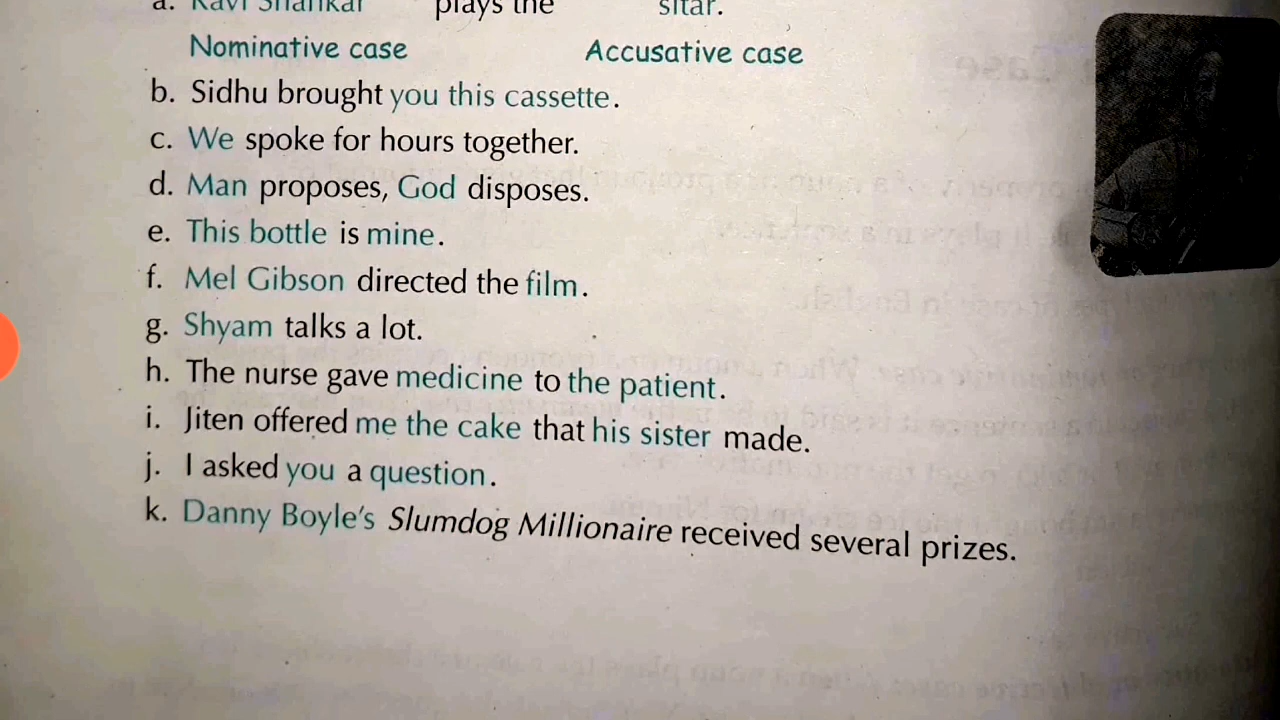 a. Ravi Shankar plays the sitar.
Nominative case Accusative case
b. Sidhu brought you this cassette.
c. We spoke for hours together.
d. Man proposes, God disposes.
e. This bottle is mine.
f. Mel Gibson directed the film.
g. Shyam talks a lot.
h. The nurse gave medicine to the patient.
i. Jiten offered me the cake that his sister made.
j. I asked you a question.
k. Danny Boyle's Slumdog Millionaire received several prizes.